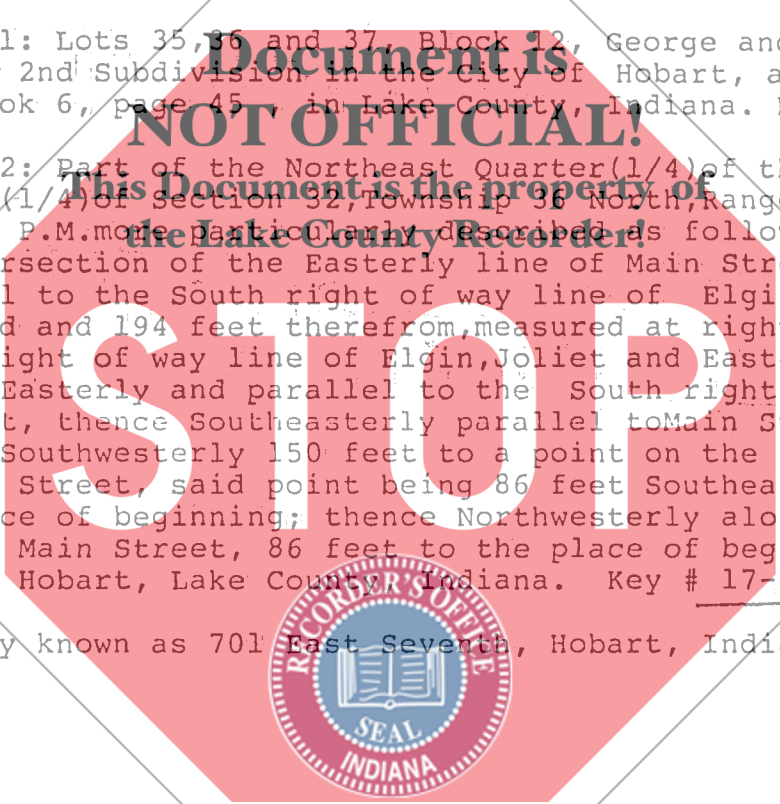 1: Lots 35,36 and 37, Block 12, George and
2nd Subdivision in the City of Hobart, a
ok 6, page 45 , in Lake County, Indiana.
2: Part of the Northeast Quarter(1/4)of t
(1/4)of Section 32,Township 36 North,Rang
P.M.more particularly described as follo
rsection of the Easterly line of Main Str
l to the South right of way line of Elgi
d and 194 feet therefrom,measured at righ
ight of way line of Elgin,Joliet and East
Easterly and parallel to the South right
t, thence Southeasterly parallel toMain S
Southwesterly 150 feet to a point on the
Street, said point being 86 feet Southea
ce of beginning; thence Northwesterly alo
Main Street, 86 feet to the place of beg
Hobart, Lake County, Indiana. Key # 17-
y known as 701 East Seventh, Hobart, Indi
Document is
NOT OFFICIAL!
This Document is the property of
the Lake County Recorder!
STOP
RCORDER'S OFFICE
SEAL
INDIANA